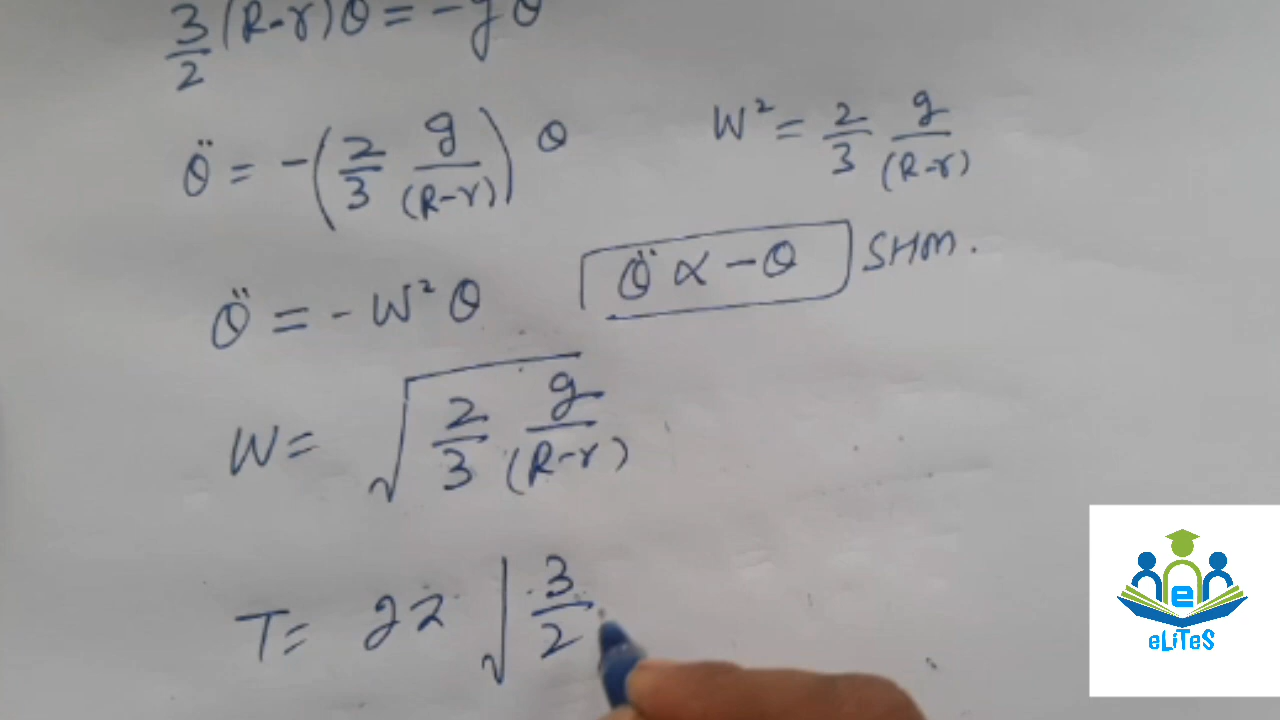 3/2 (R-r)θ̈ = -gθ
θ̈ = -(2/3 g/(R-r)) θ
W² = 2/3 g/(R-r)
θ̈ = -W²θ
θ̈ ∝ -θ SHM.
W = √(2/3 g/(R-r))
T = 2π √(3/2
e
eLiTeS